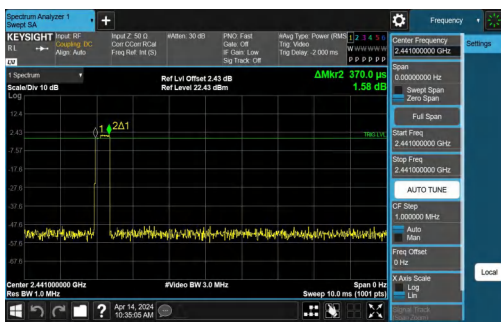 Spectrum Analyzer 1
Swept SA
KEYSIGHT
RL
Input: RF
Coupling: DC
Align: Auto
Input Z: 50 Ω
Corr CCorr RCal
Freq Ref: Int (S)
#Atten: 30 dB
PNO: Fast
Gate: Off
IF Gain: Low
Sig Track: Off
#Avg Type: Power (RMS
Trig: Video
Trig Delay: -2.000 ms
1 2 3 4 5 6
W W W W W W
P P P P P P
1 Spectrum
Scale/Div 10 dB
Ref Lvl Offset 2.43 dB
Ref Level 22.43 dBm
ΔMkr2 370.0 µs
1.58 dB
Log
12.4
2.43
-7.57
-17.6
-27.6
-37.6
-47.6
-57.6
-67.6
1
2Δ1
TRIG LVL
Center 2.441000000 GHz
Res BW 1.0 MHz
#Video BW 3.0 MHz
Span 0 Hz
Sweep 10.0 ms (1001 pts)
Apr 14, 2024
10:35:05 AM
Frequency
Settings
Center Frequency
2.441000000 GHz
Span
0.00000000 Hz
Swept Span
Zero Span
Full Span
Start Freq
2.441000000 GHz
Stop Freq
2.441000000 GHz
AUTO TUNE
CF Step
1.000000 MHz
Auto
Man
Freq Offset
0 Hz
X Axis Scale
Log
Lin
Signal Track
Local